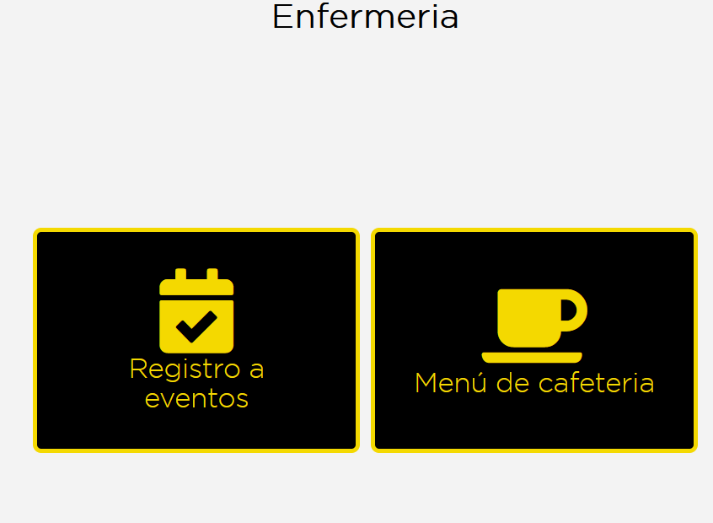 Enfermeria
Registro a
eventos
Menú de cafeteria